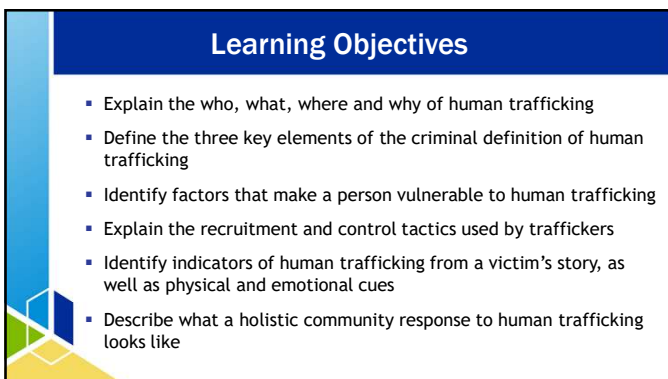 Learning Objectives
▪ Explain the who, what, where and why of human trafficking
▪ Define the three key elements of the criminal definition of human
trafficking
▪ Identify factors that make a person vulnerable to human trafficking
▪ Explain the recruitment and control tactics used by traffickers
▪ Identify indicators of human trafficking from a victim's story, as
well as physical and emotional cues
▪ Describe what a holistic community response to human trafficking
looks like